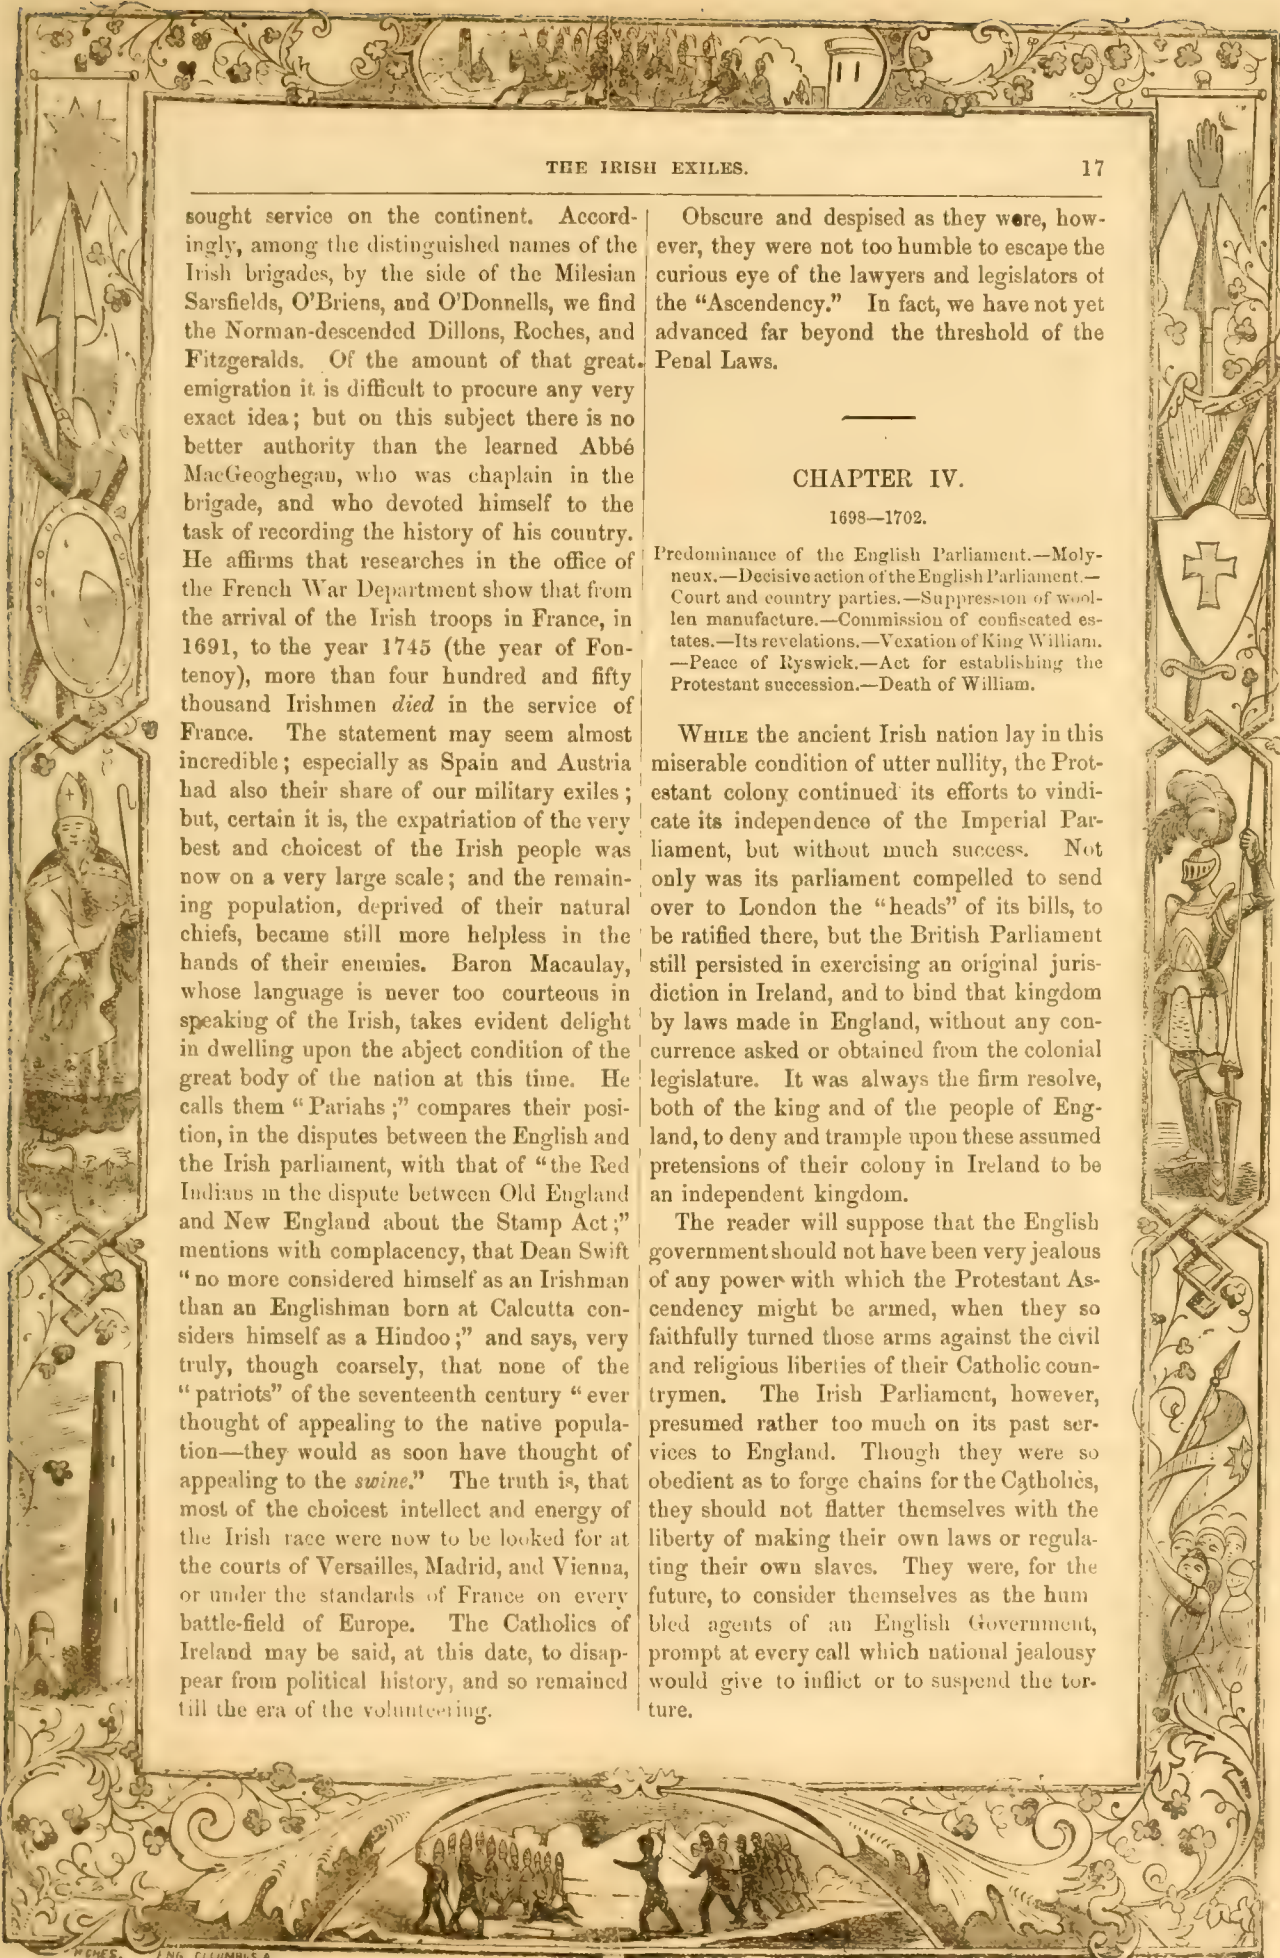 THE IRISH EXILES. 17
sought service on the continent. Accord-
ingly, among the distinguished names of the
Irish brigades, by the side of the Milesian
Sarsfields, O'Briens, and O'Donnells, we find
the Norman-descended Dillons, Roches, and
Fitzgeralds. Of the amount of that great
emigration it is difficult to procure any very
exact idea; but on this subject there is no
better authority than the learned Abbé
MacGeoghegan, who was chaplain in the
brigade, and who devoted himself to the
task of recording the history of his country.
He affirms that researches in the office of
the French War Department show that from
the arrival of the Irish troops in France, in
1691, to the year 1745 (the year of Fon-
tenoy), more than four hundred and fifty
thousand Irishmen died in the service of
France. The statement may seem almost
incredible; especially as Spain and Austria
had also their share of our military exiles;
but, certain it is, the expatriation of the very
best and choicest of the Irish people was
now on a very large scale; and the remain-
ing population, deprived of their natural
chiefs, became still more helpless in the
hands of their enemies. Baron Macaulay,
whose language is never too courteous in
speaking of the Irish, takes evident delight
in dwelling upon the abject condition of the
great body of the nation at this time. He
calls them "Pariahs;" compares their posi-
tion, in the disputes between the English and
the Irish parliament, with that of "the Red
Indians in the dispute between Old England
and New England about the Stamp Act;"
mentions with complacency, that Dean Swift
"no more considered himself as an Irishman
than an Englishman born at Calcutta con-
siders himself as a Hindoo;" and says, very
truly, though coarsely, that none of the
"patriots" of the seventeenth century "ever
thought of appealing to the native popula-
tion—they would as soon have thought of
appealing to the swine." The truth is, that
most of the choicest intellect and energy of
the Irish race were now to be looked for at
the courts of Versailles, Madrid, and Vienna,
or under the standards of France on every
battle-field of Europe. The Catholics of
Ireland may be said, at this date, to disap-
pear from political history, and so remained
till the era of the volunteering.
Obscure and despised as they were, how-
ever, they were not too humble to escape the
curious eye of the lawyers and legislators of
the "Ascendency." In fact, we have not yet
advanced far beyond the threshold of the
Penal Laws.
CHAPTER IV.
1698—1702.
Predominance of the English Parliament.—Moly-
neux.—Decisive action of the English Parliament.—
Court and country parties.—Suppression of wool-
len manufacture.—Commission of confiscated es-
tates.—Its revelations.—Vexation of King William.
—Peace of Ryswick.—Act for establishing the
Protestant succession.—Death of William.
WHILE the ancient Irish nation lay in this
miserable condition of utter nullity, the Prot-
estant colony continued its efforts to vindi-
cate its independence of the Imperial Par-
liament, but without much success. Not
only was its parliament compelled to send
over to London the "heads" of its bills, to
be ratified there, but the British Parliament
still persisted in exercising an original juris-
diction in Ireland, and to bind that kingdom
by laws made in England, without any con-
currence asked or obtained from the colonial
legislature. It was always the firm resolve,
both of the king and of the people of Eng-
land, to deny and trample upon these assumed
pretensions of their colony in Ireland to be
an independent kingdom.
The reader will suppose that the English
government should not have been very jealous
of any power with which the Protestant As-
cendency might be armed, when they so
faithfully turned those arms against the civil
and religious liberties of their Catholic coun-
trymen. The Irish Parliament, however,
presumed rather too much on its past ser-
vices to England. Though they were so
obedient as to forge chains for the Catholics,
they should not flatter themselves with the
liberty of making their own laws or regula-
ting their own slaves. They were, for the
future, to consider themselves as the hum
bled agents of an English Government,
prompt at every call which national jealousy
would give to inflict or to suspend the tor-
ture.